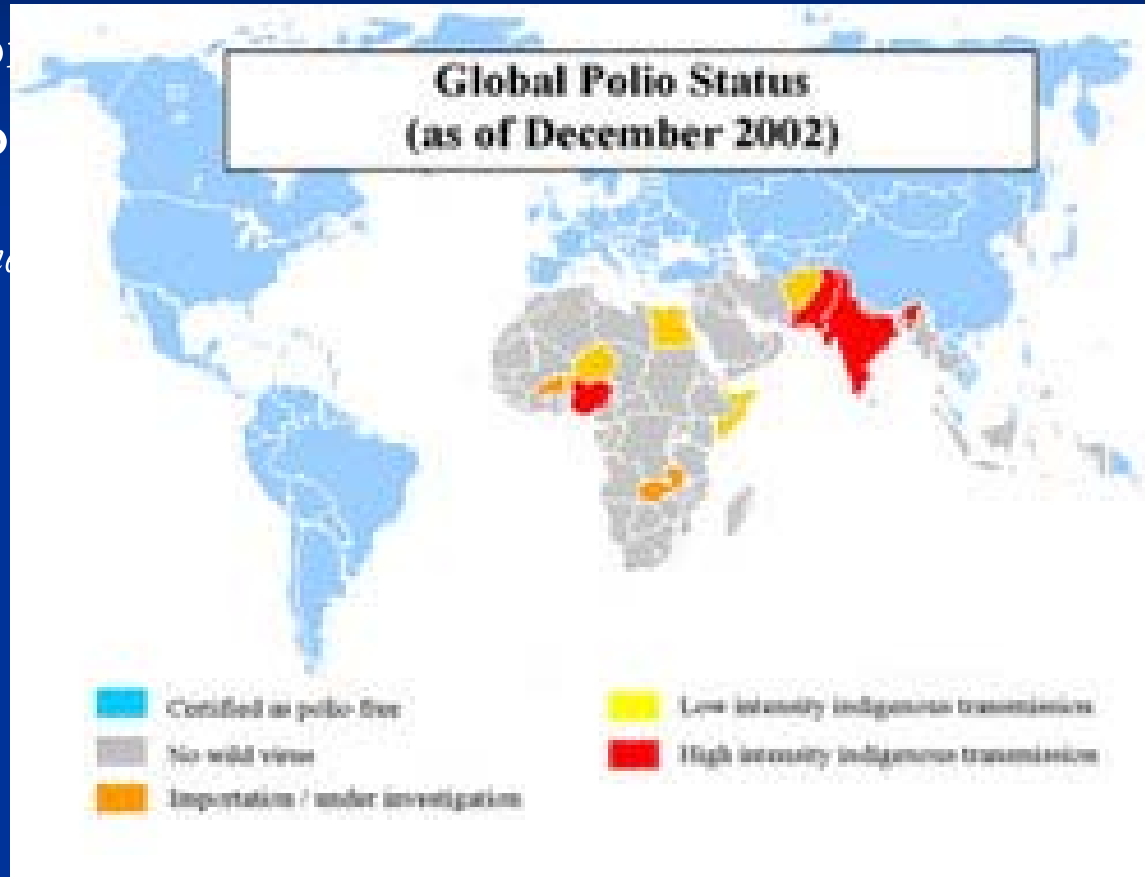 Global Polio Status
(as of December 2002)
Certified as polio free
No wild virus
Importation / under investigation
Low intensity indigenous transmission
High intensity indigenous transmission